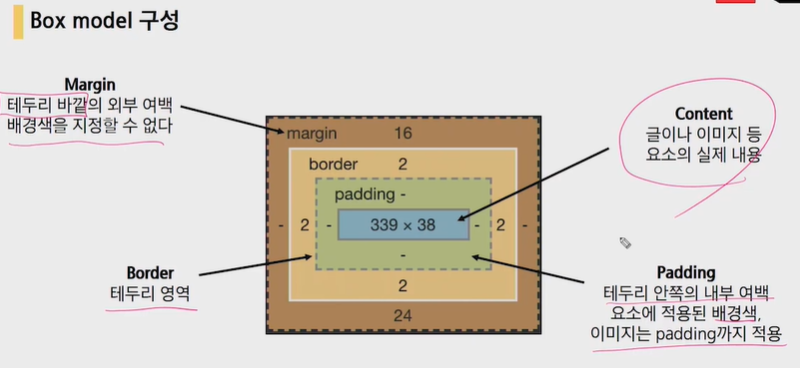 Box model 구성
Margin
테두리 바깥의 외부 여백
배경색을 지정할 수 없다
Content
글이나 이미지 등
요소의 실제 내용
margin 16
border 2
padding -
- 2 - 339 × 38 - 2 -
-
2
24
Border
테두리 영역
Padding
테두리 안쪽의 내부 여백
요소에 적용된 배경색,
이미지는 padding까지 적용